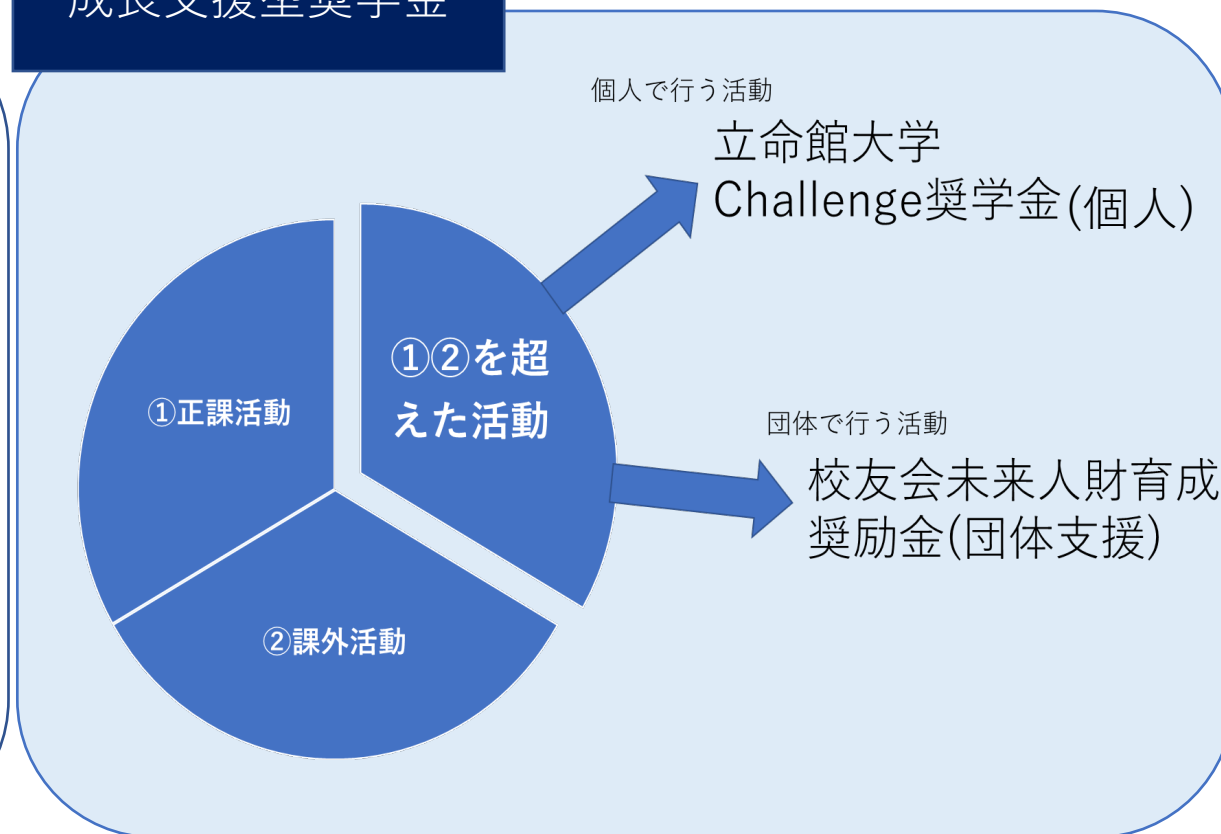 成長支援型奨学金
個人で行う活動
立命館大学
Challenge奨学金(個人)
①②を超
えた活動
①正課活動
団体で行う活動
校友会未来人財育成
奨励金(団体支援)
②課外活動